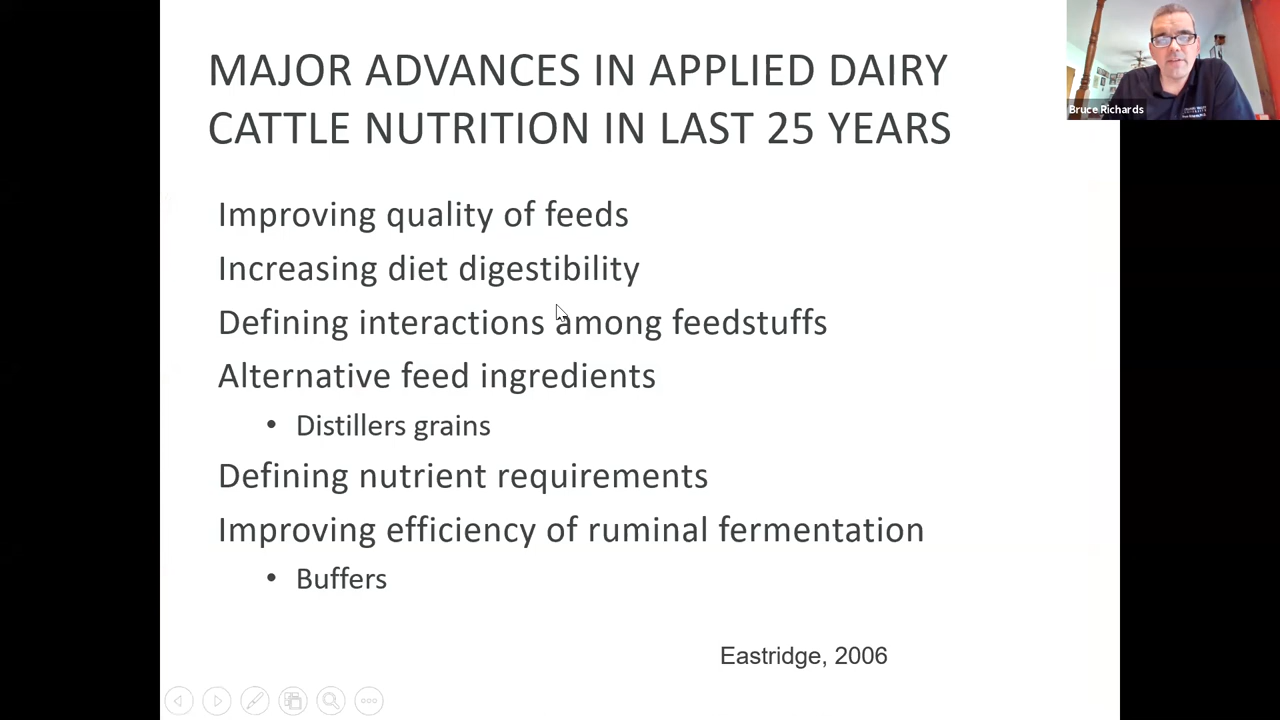 MAJOR ADVANCES IN APPLIED DAIRY
CATTLE NUTRITION IN LAST 25 YEARS
Bruce Richards
Improving quality of feeds
Increasing diet digestibility
Defining interactions among feedstuffs
Alternative feed ingredients
• Distillers grains
Defining nutrient requirements
Improving efficiency of ruminal fermentation
• Buffers
Eastridge, 2006